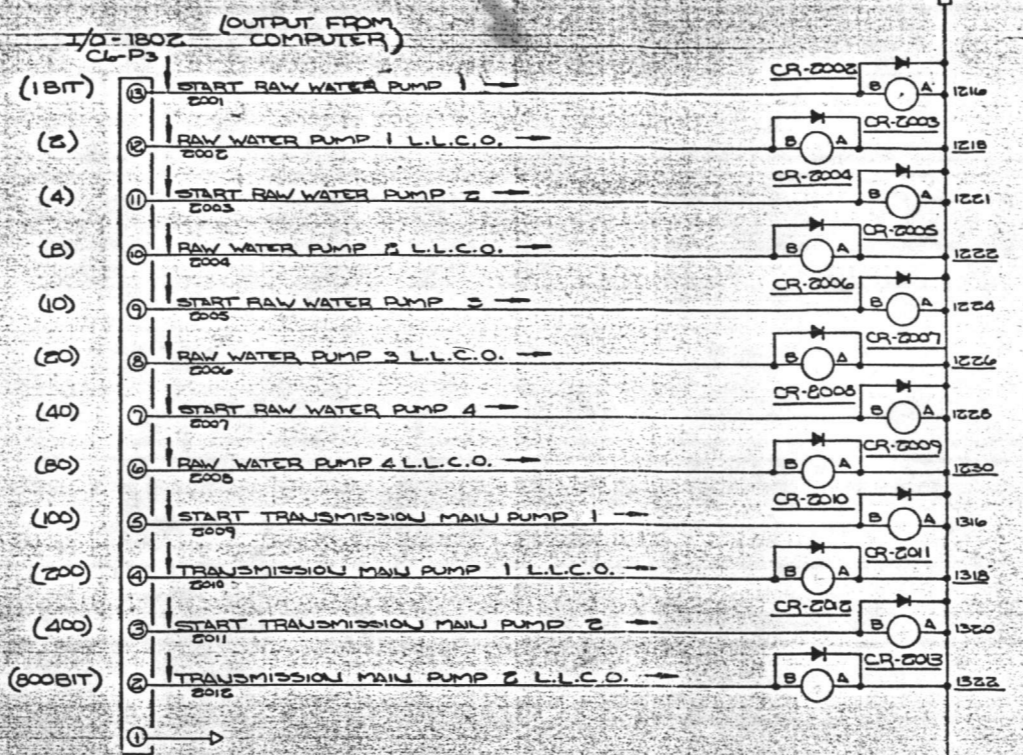 (OUTPUT FROM
I/O-1802 COMPUTER)
C6-P3
CR-2002
(1BIT) 13 START RAW WATER PUMP 1 B A 1216
2001
CR-2003
(2) 12 RAW WATER PUMP 1 L.L.C.O. B A 1218
2002
CR-2004
(4) 11 START RAW WATER PUMP 2 B A 1221
2003
CR-2005
(8) 10 RAW WATER PUMP 2 L.L.C.O. B A 1222
2004
CR-2006
(10) 9 START RAW WATER PUMP 3 B A 1224
2005
CR-2007
(20) 8 RAW WATER PUMP 3 L.L.C.O. B A 1226
2006
CR-2008
(40) 7 START RAW WATER PUMP 4 B A 1228
2007
CR-2009
(80) 6 RAW WATER PUMP 4 L.L.C.O. B A 1230
2008
CR-2010
(100) 5 START TRANSMISSION MAIN PUMP 1 B A 1316
2009
CR-2011
(200) 4 TRANSMISSION MAIN PUMP 1 L.L.C.O. B A 1318
2010
CR-2012
(400) 3 START TRANSMISSION MAIN PUMP 2 B A 1320
2011
CR-2013
(800BIT) 2 TRANSMISSION MAIN PUMP 2 L.L.C.O. B A 1322
2012
1